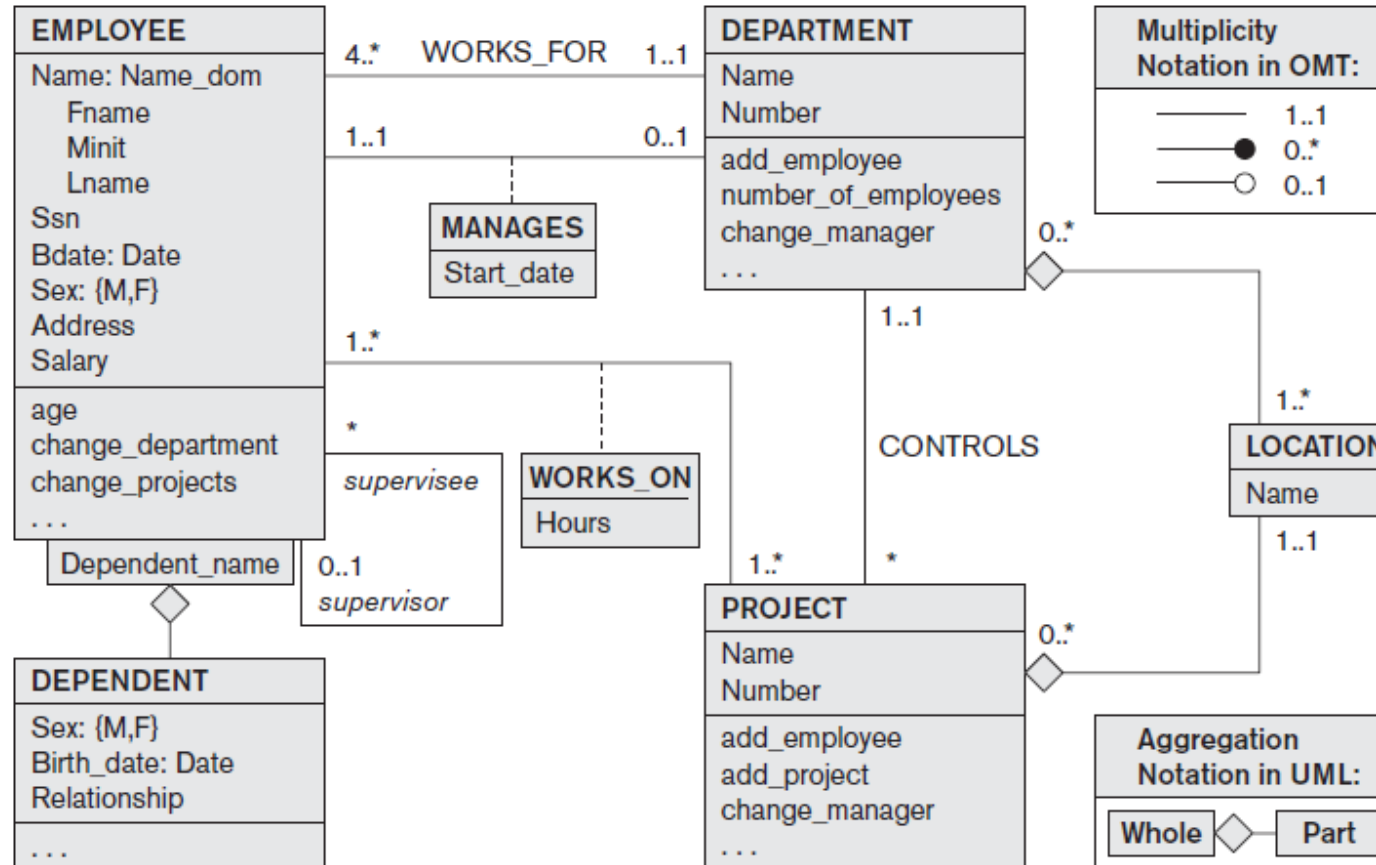 EMPLOYEE
Name: Name_dom
Fname
Minit
Lname
Ssn
Bdate: Date
Sex: {M,F}
Address
Salary
age
change_department
change_projects
. . .
Dependent_name
4..*
WORKS_FOR
1..1
1..1
0..1
MANAGES
Start_date
1..*
*
supervisee
0..1
supervisor
WORKS_ON
Hours
1..*
DEPARTMENT
Name
Number
add_employee
number_of_employees
change_manager
. . .
0..*
1..1
CONTROLS
*
1..*
LOCATION
Name
1..1
0..*
PROJECT
Name
Number
add_employee
add_project
change_manager
. . .
DEPENDENT
Sex: {M,F}
Birth_date: Date
Relationship
. . .
Multiplicity
Notation in OMT:
1..1
0..*
0..1
Aggregation
Notation in UML:
Whole
Part